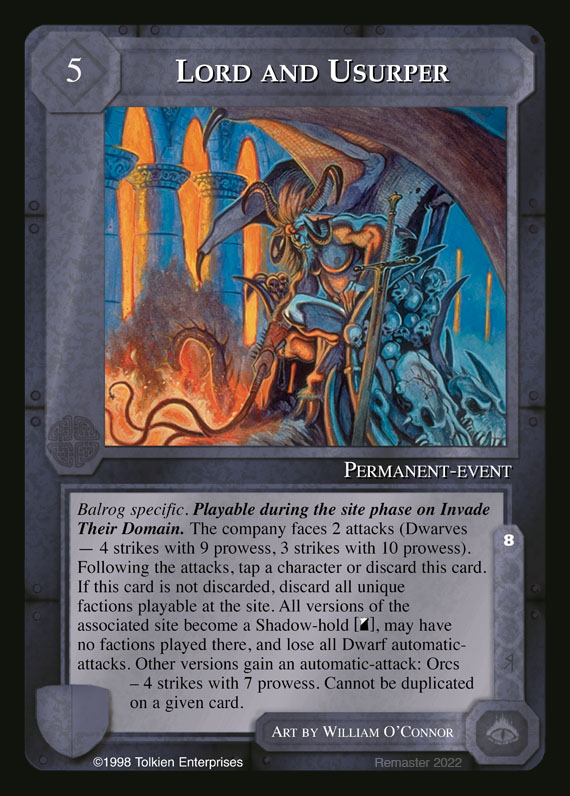 5
LORD AND USURPER
PERMANENT-EVENT
Balrog specific. Playable during the site phase on Invade
Their Domain. The company faces 2 attacks (Dwarves
— 4 strikes with 9 prowess, 3 strikes with 10 prowess).
Following the attacks, tap a character or discard this card.
If this card is not discarded, discard all unique
factions playable at the site. All versions of the
associated site become a Shadow-hold [], may have
no factions played there, and lose all Dwarf automatic-
attacks. Other versions gain an automatic-attack: Orcs
– 4 strikes with 7 prowess. Cannot be duplicated
on a given card.
8
ART BY WILLIAM O'CONNOR
©1998 Tolkien Enterprises
Remaster 2022